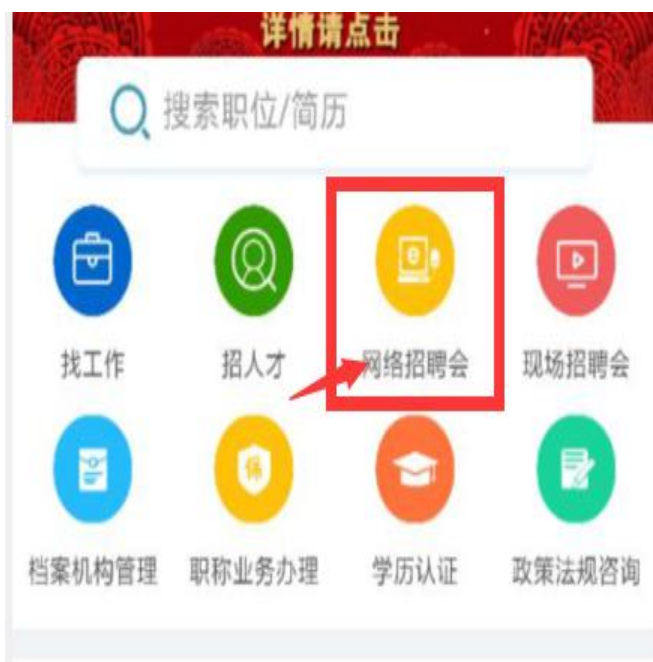 详情请点击
搜索职位/简历
找工作 招人才 网络招聘会 现场招聘会
保
档案机构管理 职称业务办理 学历认证 政策法规咨询